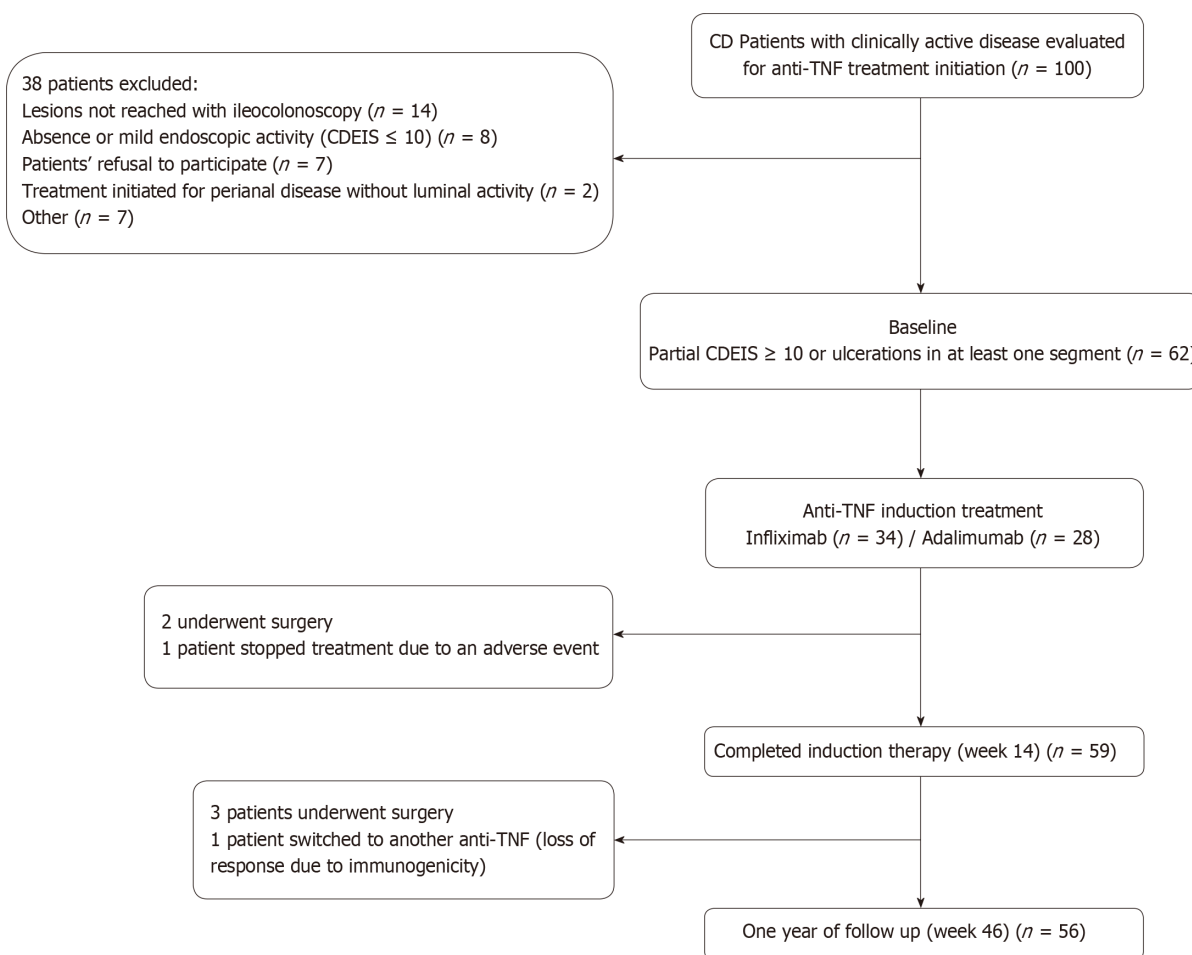 CD Patients with clinically active disease evaluated
for anti-TNF treatment initiation (n = 100)
38 patients excluded:
Lesions not reached with ileocolonoscopy (n = 14)
Absence or mild endoscopic activity (CDEIS ≤ 10) (n = 8)
Patients' refusal to participate (n = 7)
Treatment initiated for perianal disease without luminal activity (n = 2)
Other (n = 7)
Baseline
Partial CDEIS ≥ 10 or ulcerations in at least one segment (n = 62)
Anti-TNF induction treatment
Infliximab (n = 34) / Adalimumab (n = 28)
2 underwent surgery
1 patient stopped treatment due to an adverse event
Completed induction therapy (week 14) (n = 59)
3 patients underwent surgery
1 patient switched to another anti-TNF (loss of
response due to immunogenicity)
One year of follow up (week 46) (n = 56)